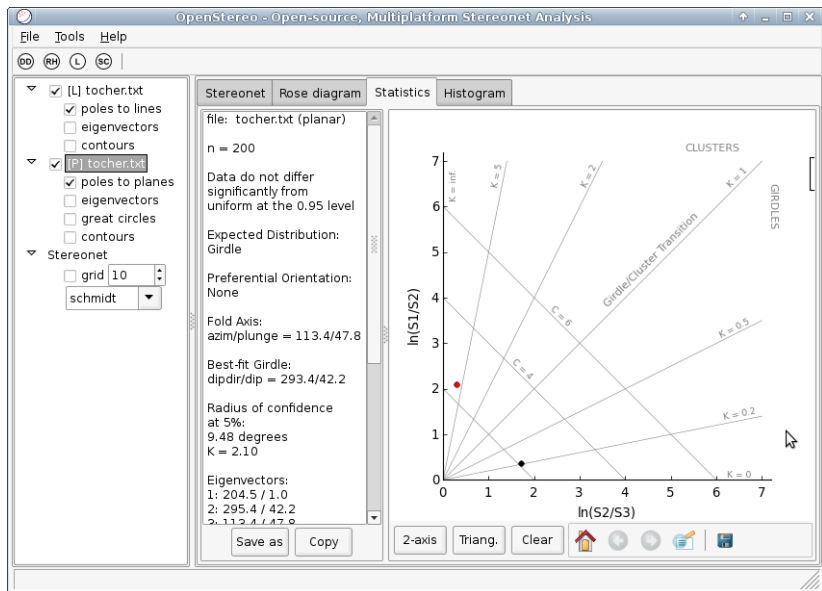 OpenStereo - Open-source, Multiplatform Stereonet Analysis
File Tools Help
DD RH L SC
[L] tocher.txt
poles to lines
eigenvectors
contours
[P] tocher.txt
poles to planes
eigenvectors
great circles
contours
Stereonet
grid 10
schmidt
Stereonet Rose diagram Statistics Histogram
file: tocher.txt (planar)
n = 200
Data do not differ
significantly from
uniform at the 0.95 level
Expected Distribution:
Girdle
Preferential Orientation:
None
Fold Axis:
azim/plunge = 113.4/47.8
Best-fit Girdle:
dipdir/dip = 293.4/42.2
Radius of confidence
at 5%:
9.48 degrees
K = 2.10
Eigenvectors:
1: 204.5 / 1.0
2: 295.4 / 42.2
3: 113.4 / 47.8
Save as Copy
CLUSTERS
GIRDLES
K = inf.
K = 5
K = 2
K = 1
Girdle/Cluster Transition
C = 6
C = 4
K = 0.5
K = 0.2
K = 0
ln(S1/S2)
7
6
5
4
3
2
1
0
0 1 2 3 4 5 6 7
ln(S2/S3)
2-axis Triang. Clear